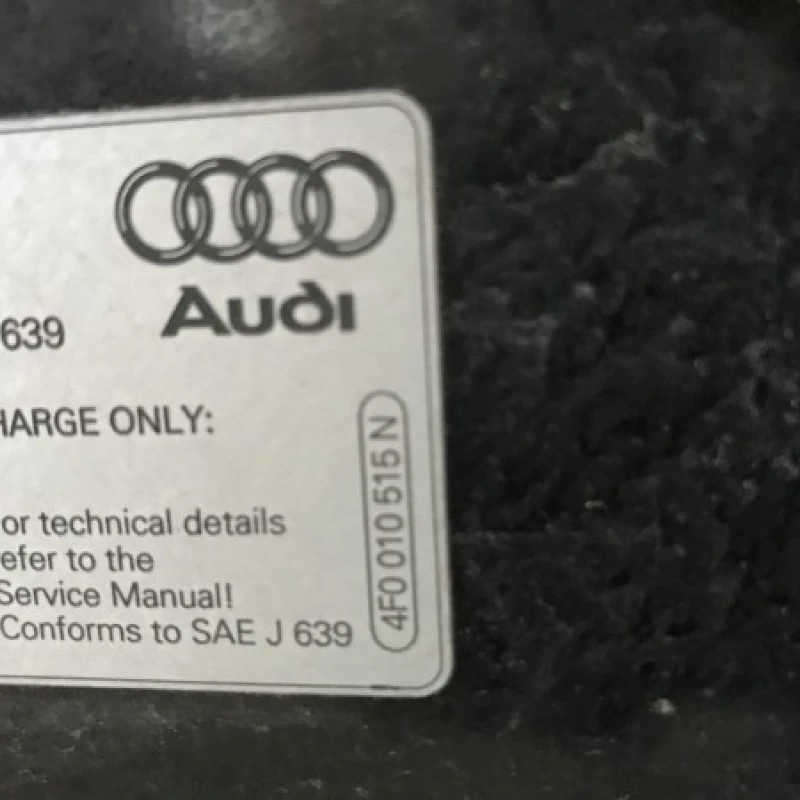 Audi
639
HARGE ONLY:
or technical details
efer to the
Service Manual!
Conforms to SAE J 639
4F0 010 515 N